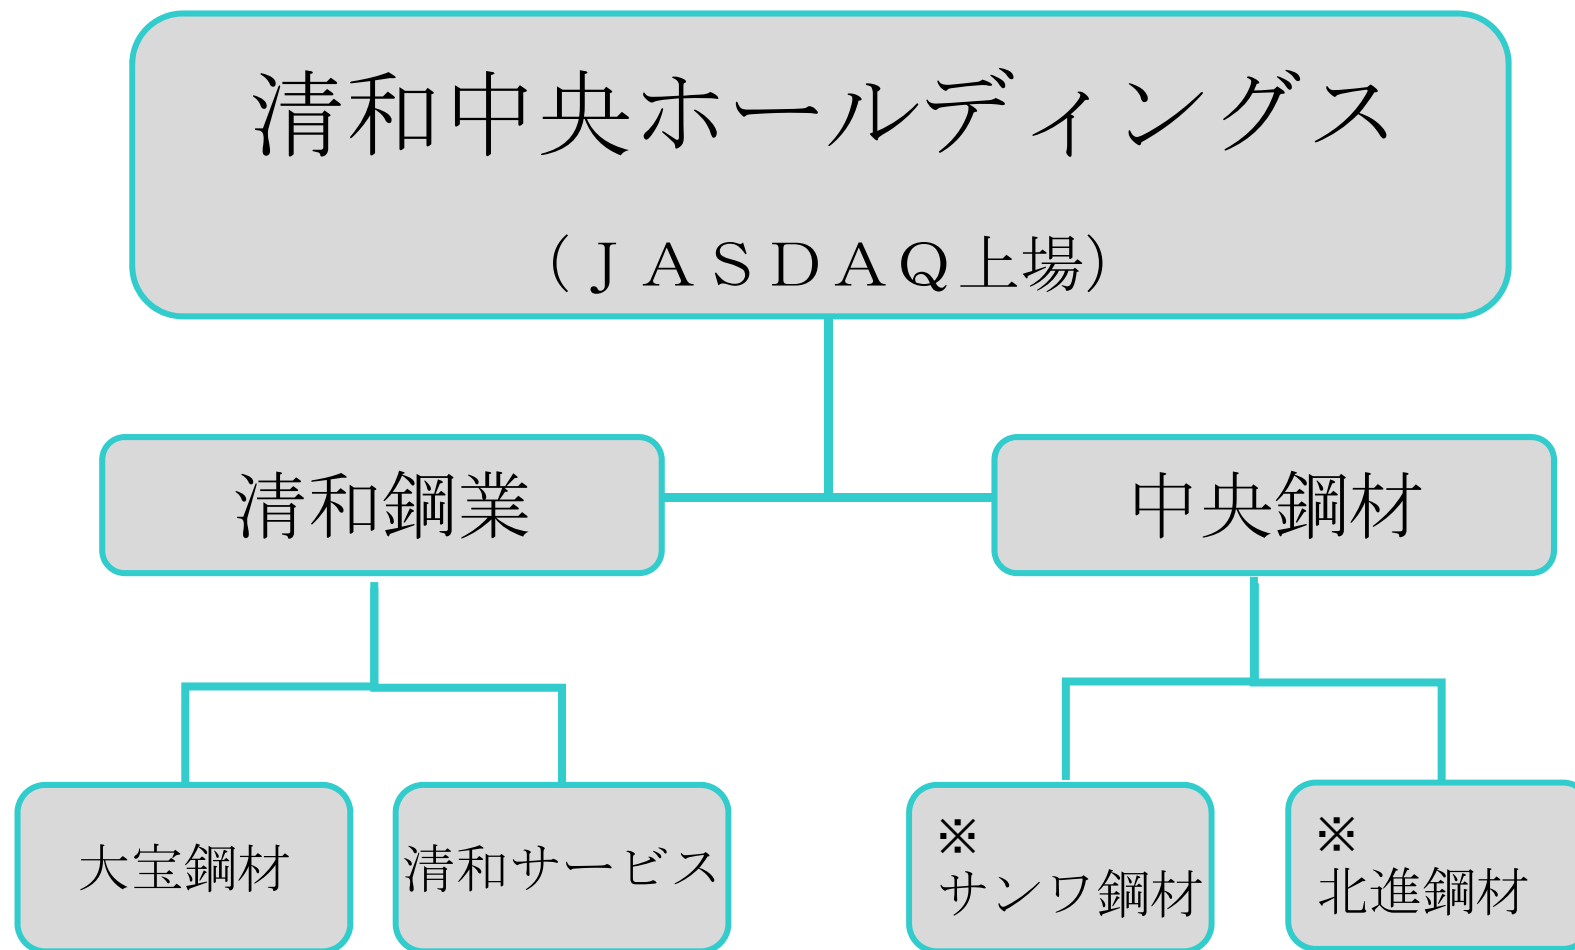 清和中央ホールディングス
（ＪＡＳＤＡＱ上場）
清和鋼業
中央鋼材
大宝鋼材
清和サービス
※
サンワ鋼材
※
北進鋼材